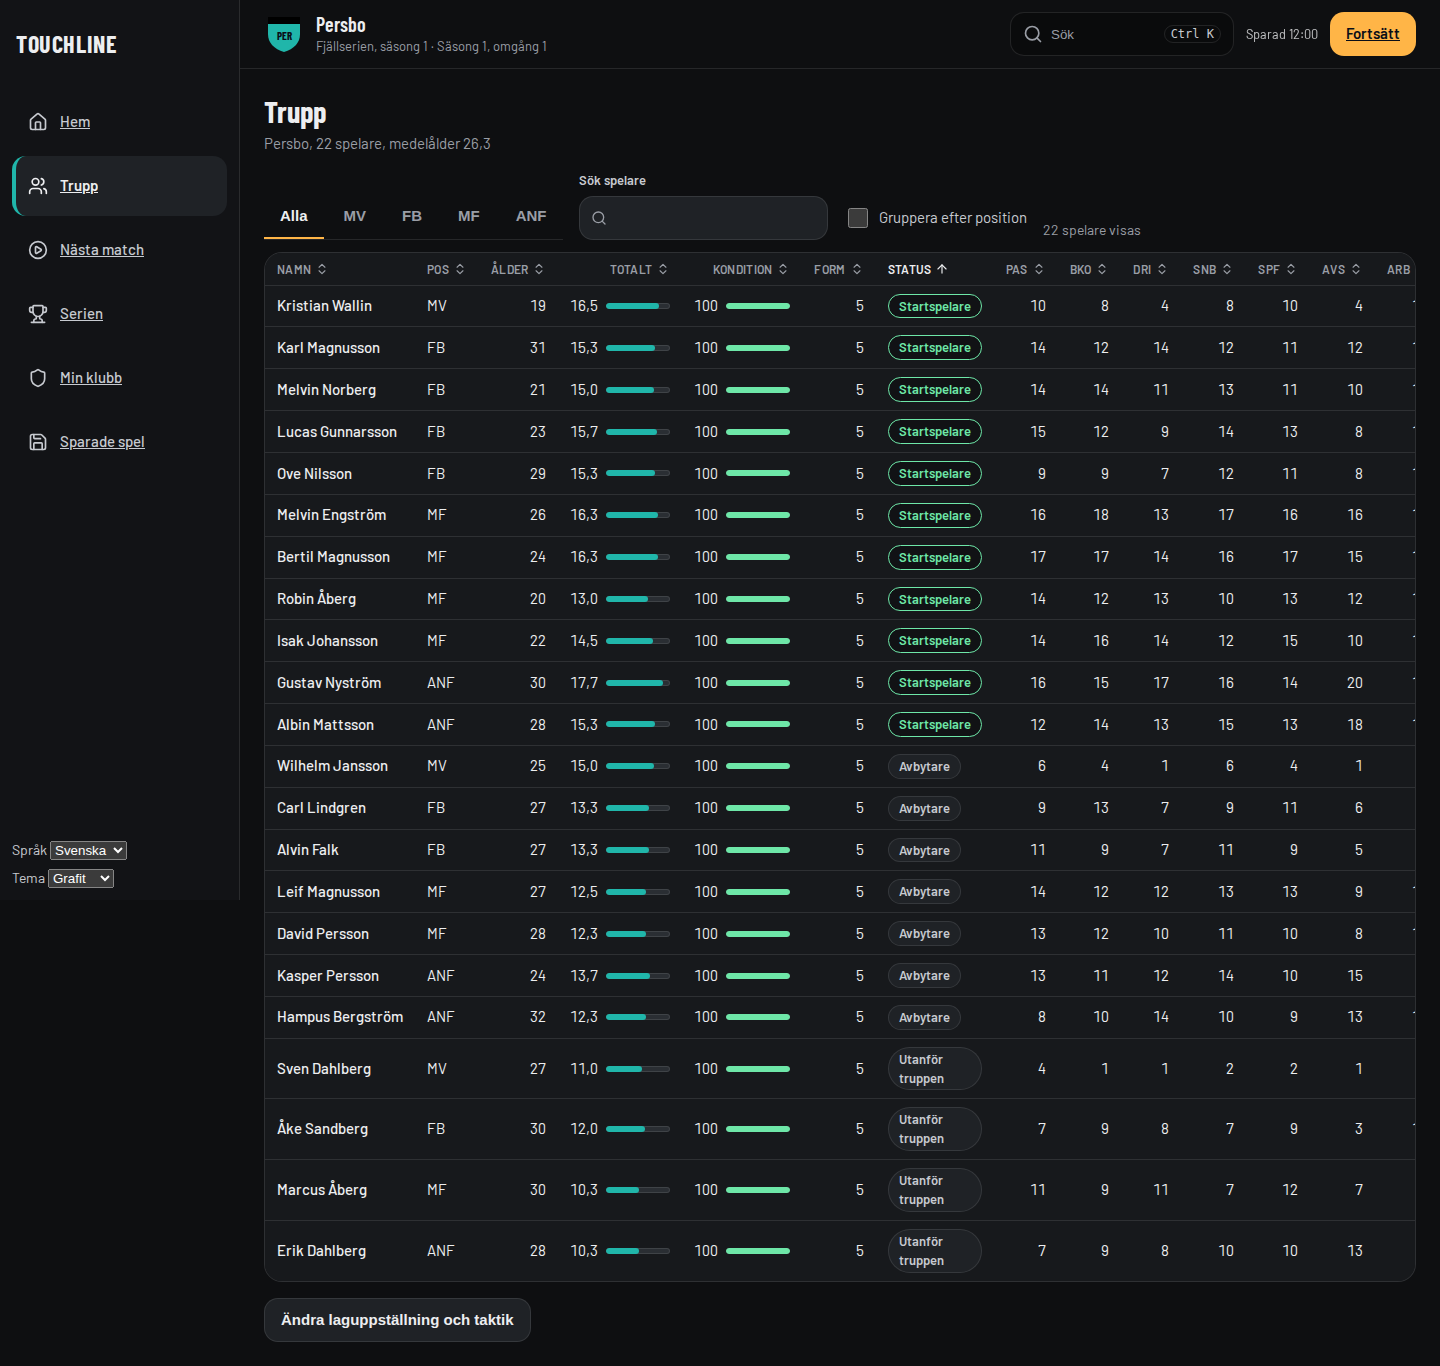 TOUCHLINE
Hem
Trupp
Nästa match
Serien
Min klubb
Sparade spel
Språk Svenska
Tema Grafit
PER
Persbo
Fjällserien, säsong 1 · Säsong 1, omgång 1
Sök Ctrl K
Sparad 12:00
Fortsätt
Trupp
Persbo, 22 spelare, medelålder 26,3
Sök spelare
Alla MV FB MF ANF
Gruppera efter position
22 spelare visas
NAMN POS ÅLDER TOTALT KONDITION FORM STATUS PAS BKO DRI SNB SPF AVS ARB
Kristian Wallin MV 19 16,5 100 5 Startspelare 10 8 4 8 10 4
Karl Magnusson FB 31 15,3 100 5 Startspelare 14 12 14 12 11 12
Melvin Norberg FB 21 15,0 100 5 Startspelare 14 14 11 13 11 10
Lucas Gunnarsson FB 23 15,7 100 5 Startspelare 15 12 9 14 13 8
Ove Nilsson FB 29 15,3 100 5 Startspelare 9 9 7 12 11 8
Melvin Engström MF 26 16,3 100 5 Startspelare 16 18 13 17 16 16
Bertil Magnusson MF 24 16,3 100 5 Startspelare 17 17 14 16 17 15
Robin Åberg MF 20 13,0 100 5 Startspelare 14 12 13 10 13 12
Isak Johansson MF 22 14,5 100 5 Startspelare 14 16 14 12 15 10
Gustav Nyström ANF 30 17,7 100 5 Startspelare 16 15 17 16 14 20
Albin Mattsson ANF 28 15,3 100 5 Startspelare 12 14 13 15 13 18
Wilhelm Jansson MV 25 15,0 100 5 Avbytare 6 4 1 6 4 1
Carl Lindgren FB 27 13,3 100 5 Avbytare 9 13 7 9 11 6
Alvin Falk FB 27 13,3 100 5 Avbytare 11 9 7 11 9 5
Leif Magnusson MF 27 12,5 100 5 Avbytare 14 12 12 13 13 9
David Persson MF 28 12,3 100 5 Avbytare 13 12 10 11 10 8
Kasper Persson ANF 24 13,7 100 5 Avbytare 13 11 12 14 10 15
Hampus Bergström ANF 32 12,3 100 5 Avbytare 8 10 14 10 9 13
Sven Dahlberg MV 27 11,0 100 5 Utanför truppen 4 1 1 2 2 1
Åke Sandberg FB 30 12,0 100 5 Utanför truppen 7 9 8 7 9 3
Marcus Åberg MF 30 10,3 100 5 Utanför truppen 11 9 11 7 12 7
Erik Dahlberg ANF 28 10,3 100 5 Utanför truppen 7 9 8 10 10 13
Ändra laguppställning och taktik